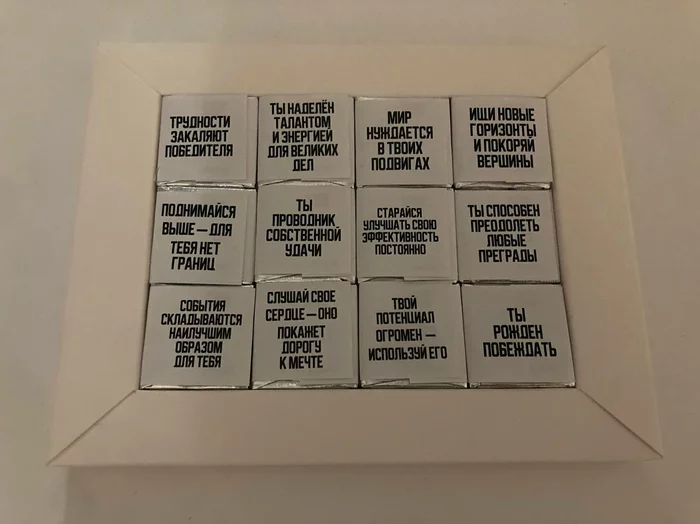 ТРУДНОСТИ
ЗАКАЛЯЮТ
ПОБЕДИТЕЛЯ
ТЫ НАДЕЛЁН
ТАЛАНТОМ
И ЭНЕРГИЕЙ
ДЛЯ ВЕЛИКИХ
ДЕЛ
МИР
НУЖДАЕТСЯ
В ТВОИХ
ПОДВИГАХ
ИЩИ НОВЫЕ
ГОРИЗОНТЫ
И ПОКОРЯЙ
ВЕРШИНЫ
ПОДНИМАЙСЯ
ВЫШЕ — ДЛЯ
ТЕБЯ НЕТ
ГРАНИЦ
ТЫ
ПРОВОДНИК
СОБСТВЕННОЙ
УДАЧИ
СТАРАЙСЯ
УЛУЧШАТЬ СВОЮ
ЭФФЕКТИВНОСТЬ
ПОСТОЯННО
ТЫ СПОСОБЕН
ПРЕОДОЛЕТЬ
ЛЮБЫЕ
ПРЕГРАДЫ
СОБЫТИЯ
СКЛАДЫВАЮТСЯ
НАИЛУЧШИМ
ОБРАЗОМ
ДЛЯ ТЕБЯ
СЛУШАЙ СВОЕ
СЕРДЦЕ — ОНО
ПОКАЖЕТ
ДОРОГУ
К МЕЧТЕ
ТВОЙ
ПОТЕНЦИАЛ
ОГРОМЕН —
ИСПОЛЬЗУЙ ЕГО
ТЫ
РОЖДЕН
ПОБЕЖДАТЬ